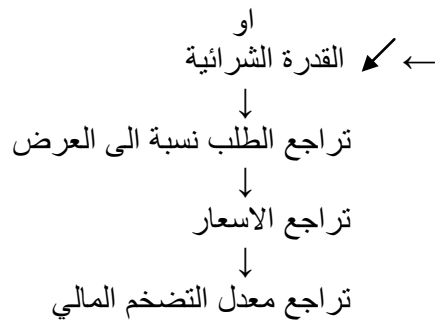 او
القدرة الشرائية
تراجع الطلب نسبة الى العرض
تراجع الاسعار
تراجع معدل التضخم المالي